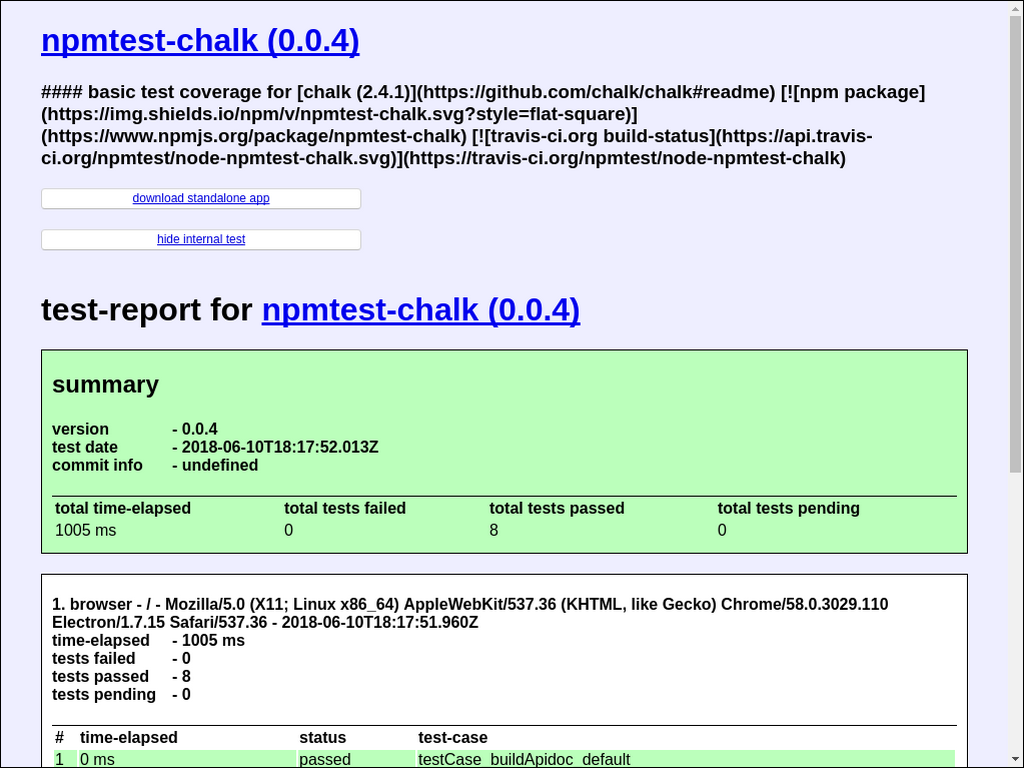 npmtest-chalk (0.0.4)
#### basic test coverage for [chalk (2.4.1)](https://github.com/chalk/chalk#readme) [![npm package]
(https://img.shields.io/npm/v/npmtest-chalk.svg?style=flat-square)]
(https://www.npmjs.org/package/npmtest-chalk) [![travis-ci.org build-status](https://api.travis-
ci.org/npmtest/node-npmtest-chalk.svg)](https://travis-ci.org/npmtest/node-npmtest-chalk)
download standalone app
hide internal test
test-report for npmtest-chalk (0.0.4)
summary
version - 0.0.4
test date - 2018-06-10T18:17:52.013Z
commit info - undefined
total time-elapsed total tests failed total tests passed total tests pending
1005 ms 0 8 0
1. browser - / - Mozilla/5.0 (X11; Linux x86_64) AppleWebKit/537.36 (KHTML, like Gecko) Chrome/58.0.3029.110
Electron/1.7.15 Safari/537.36 - 2018-06-10T18:17:51.960Z
time-elapsed - 1005 ms
tests failed - 0
tests passed - 8
tests pending - 0
# time-elapsed status test-case
1 0 ms passed testCase_buildApidoc_default